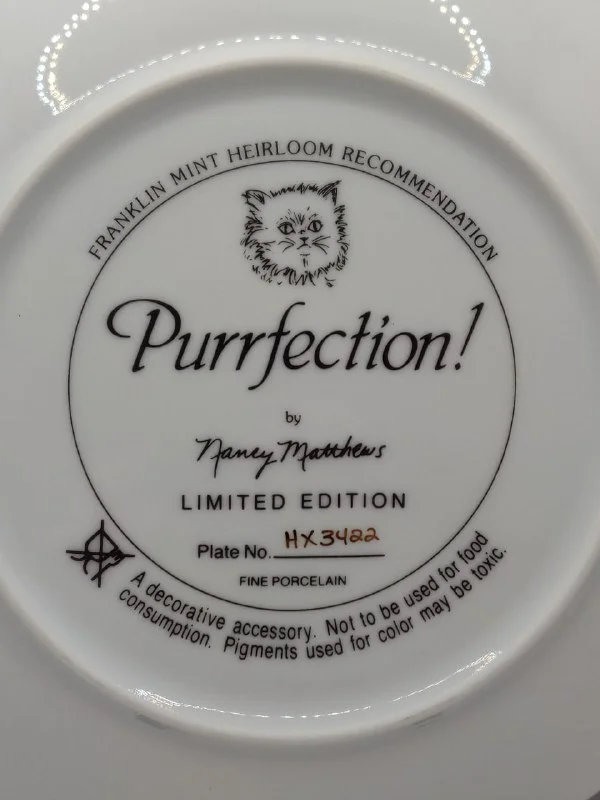 FRANKLIN MINT HEIRLOOM RECOMMENDATION
Purrfection!
by
Nancy Matthews
LIMITED EDITION
Plate No. HX3422
FINE PORCELAIN
A decorative accessory. Not to be used for food
consumption. Pigments used for color may be toxic.